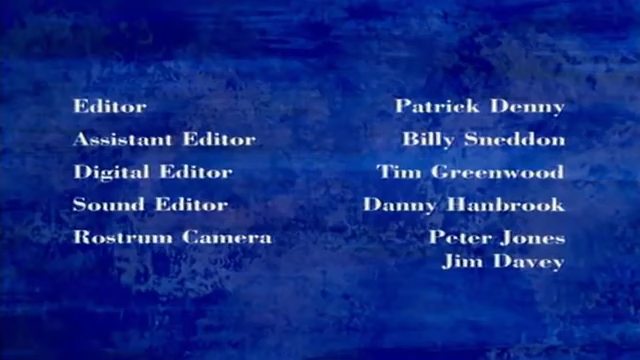 Editor Patrick Denny
Assistant Editor Billy Sneddon
Digital Editor Tim Greenwood
Sound Editor Danny Hanbrook
Rostrum Camera Peter Jones
Jim Davey